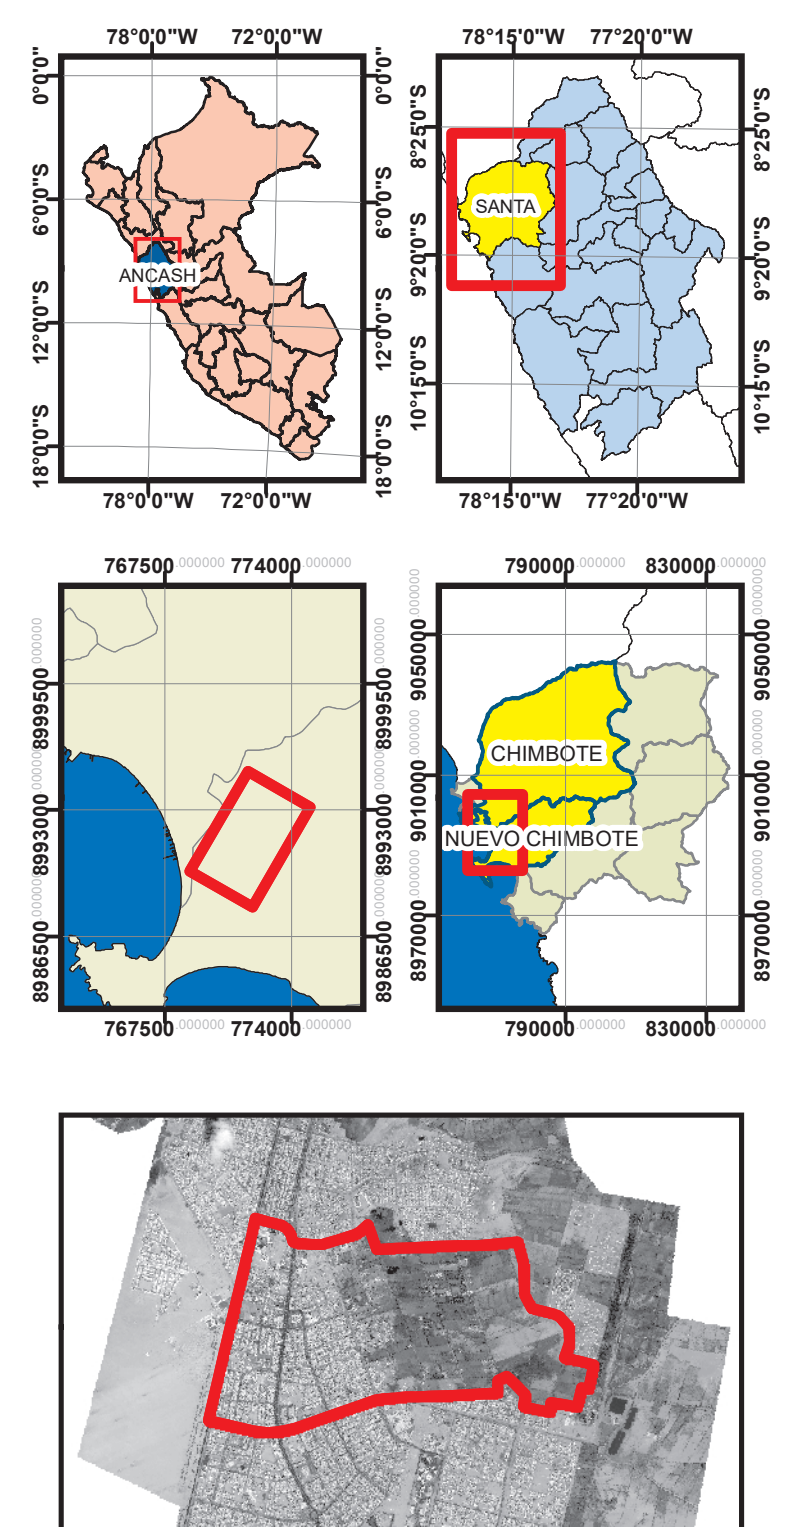 78°0'0"W 72°0'0"W
0°0'0"
6°0'0"S
12°0'0"S
18°0'0"S
ANCASH
0°0'0"
6°0'0"S
12°0'0"S
18°0'0"S
78°0'0"W 72°0'0"W
78°15'0"W 77°20'0"W
8°25'0"S
9°20'0"S
10°15'0"S
SANTA
8°25'0"S
9°20'0"S
10°15'0"S
78°15'0"W 77°20'0"W
767500.000000 774000.000000
8999500.000000
8993000.000000
8986500.000000
8999500.000000
8993000.000000
8986500.000000
767500.000000 774000.000000
790000.000000 830000.000000
9050000.000000
9010000.000000
8970000.000000
CHIMBOTE
NUEVO CHIMBOTE
9050000.000000
9010000.000000
8970000.000000
790000.000000 830000.000000